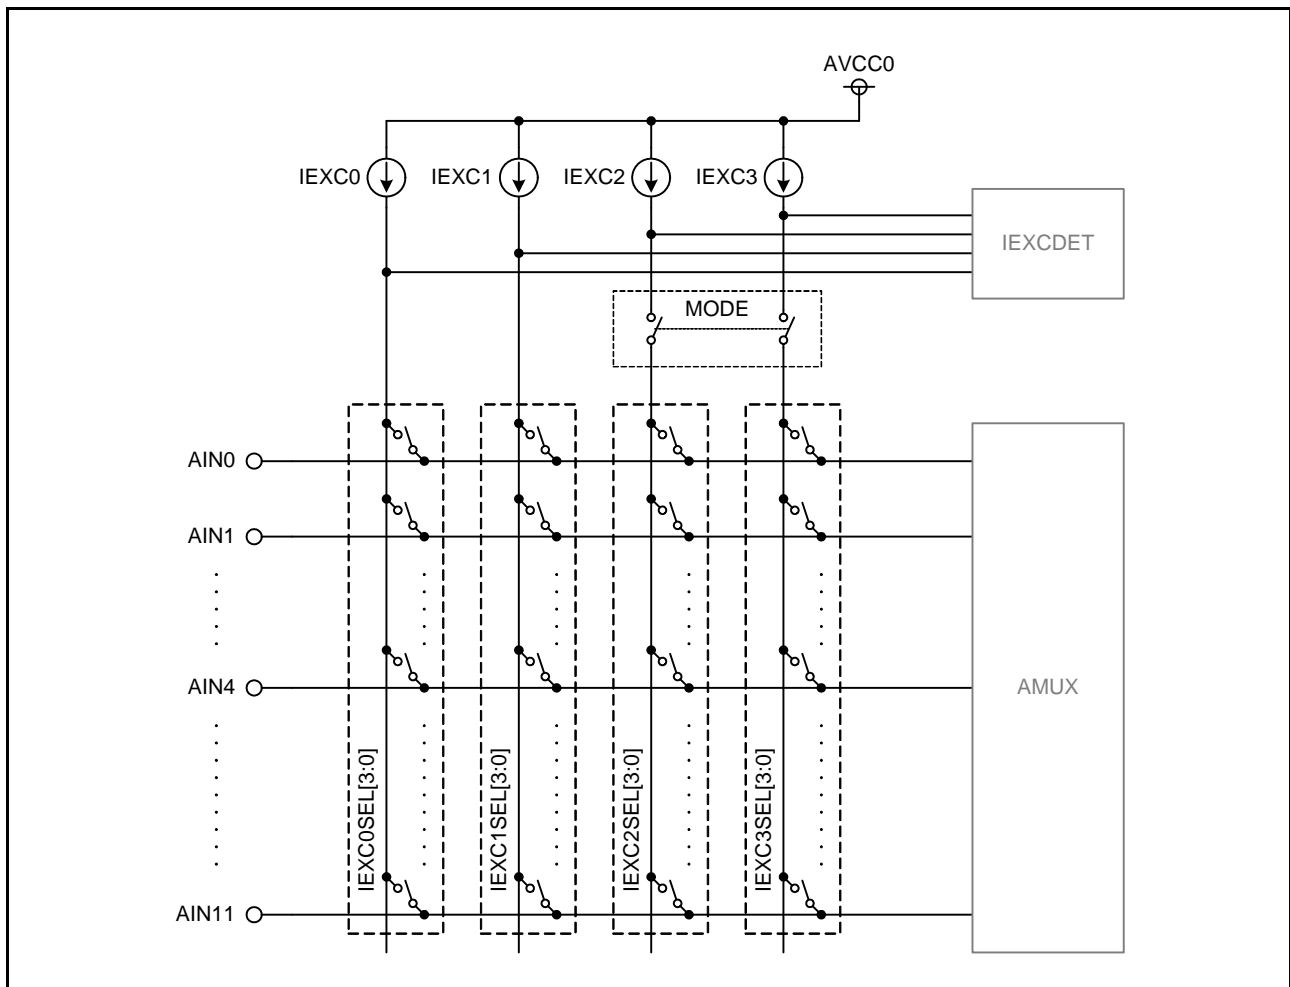 AVCC0
IEXC0
IEXC1
IEXC2
IEXC3
IEXCDET
MODE
AIN0
AIN1
AIN4
AMUX
IEXC0SEL[3:0]
IEXC1SEL[3:0]
IEXC2SEL[3:0]
IEXC3SEL[3:0]
AIN11